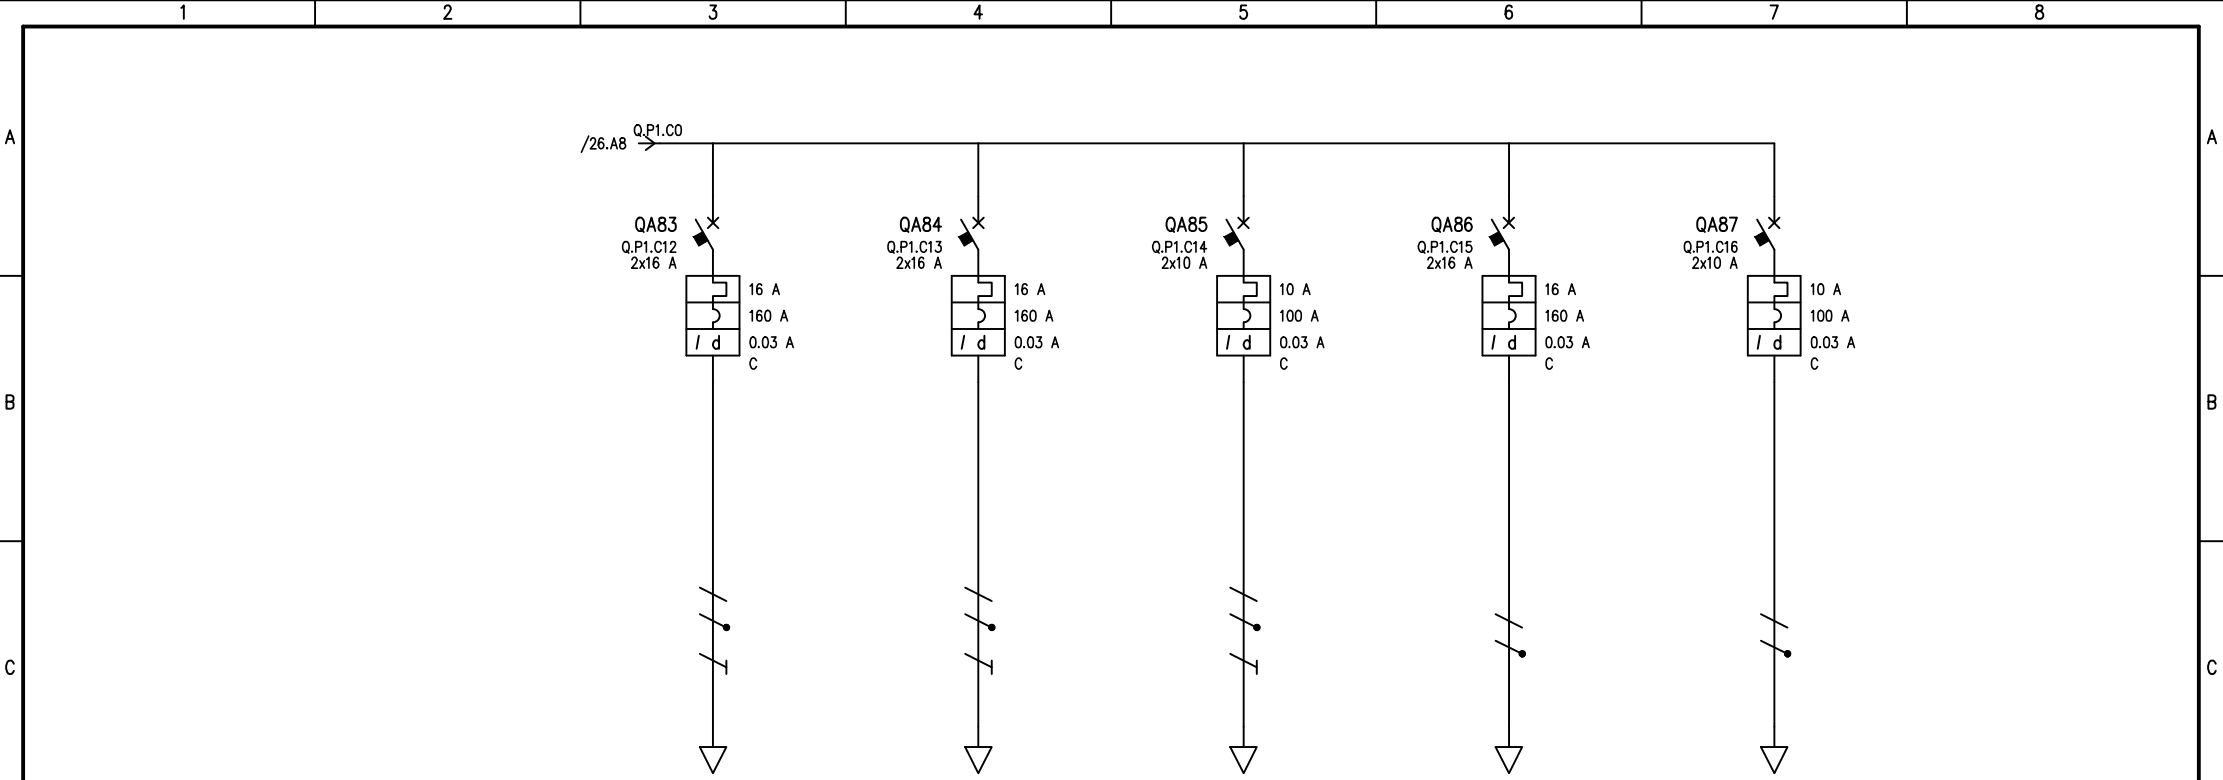 1 2 3 4 5 6 7 8
A A
Q.P1.C0
/26.A8
QA83 QA84 QA85 QA86 QA87
Q.P1.C12 Q.P1.C13 Q.P1.C14 Q.P1.C15 Q.P1.C16
2x16 A 2x16 A 2x10 A 2x16 A 2x10 A
16 A 16 A 10 A 16 A 10 A
160 A 160 A 100 A 160 A 100 A
I d 0.03 A I d 0.03 A I d 0.03 A I d 0.03 A I d 0.03 A
C C C C C
B B
C C